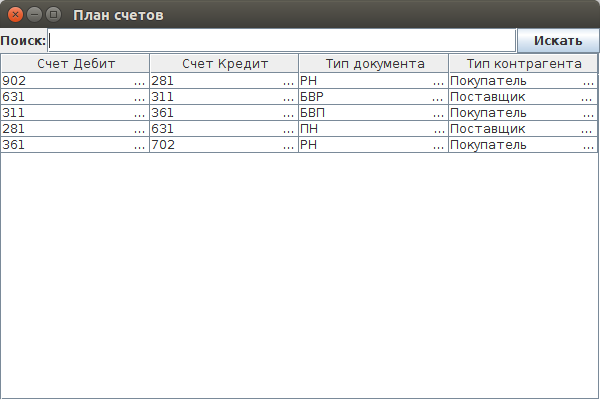 План счетов
Поиск: Искать
Счет Дебит Счет Кредит Тип документа Тип контрагента
902 ... 281 ... РН ... Покупатель ...
631 ... 311 ... БВР ... Поставщик ...
311 ... 361 ... БВП ... Покупатель ...
281 ... 631 ... ПН ... Поставщик ...
361 ... 702 ... РН ... Покупатель ...